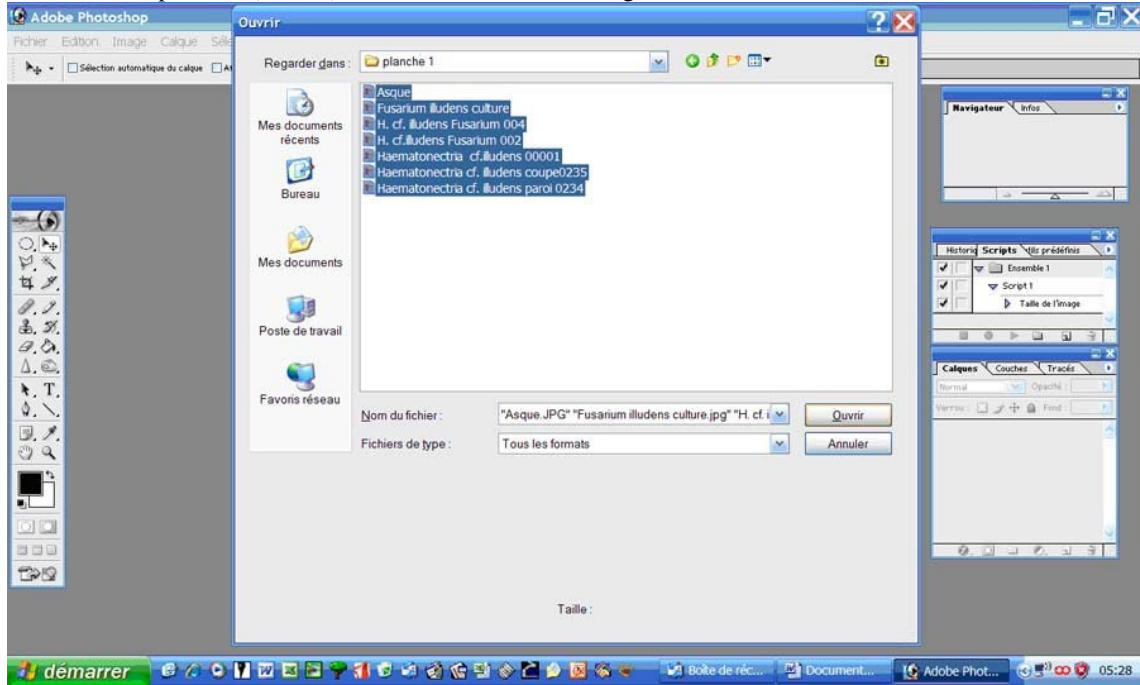 Adobe Photoshop
Fichier Edition Image Calque
Sélection automatique du calque
Ouvrir
Regarder dans :
planche 1
Mes documents récents
Bureau
Mes documents
Poste de travail
Favoris réseau
Asque
Fusarium illudens culture
H. cf. illudens Fusarium 004
H. cf.illudens Fusarium 002
Haematonectria cf.illudens 00001
Haematonectria cf. illudens coupe0235
Haematonectria cf. illudens paroi 0234
Nom du fichier :
"Asque.JPG" "Fusarium illudens culture.jpg" "H. cf. i
Ouvrir
Fichiers de type :
Tous les formats
Annuler
Taille :
Navigateur Infos
Historiq Scripts tils prédéfinis
Ensemble 1
Script 1
Taille de l'image
Calques Couches Tracés
Normal Opacité :
Verrou : Fond :
démarrer
Boîte de réc...
Document...
Adobe Phot...
05:28